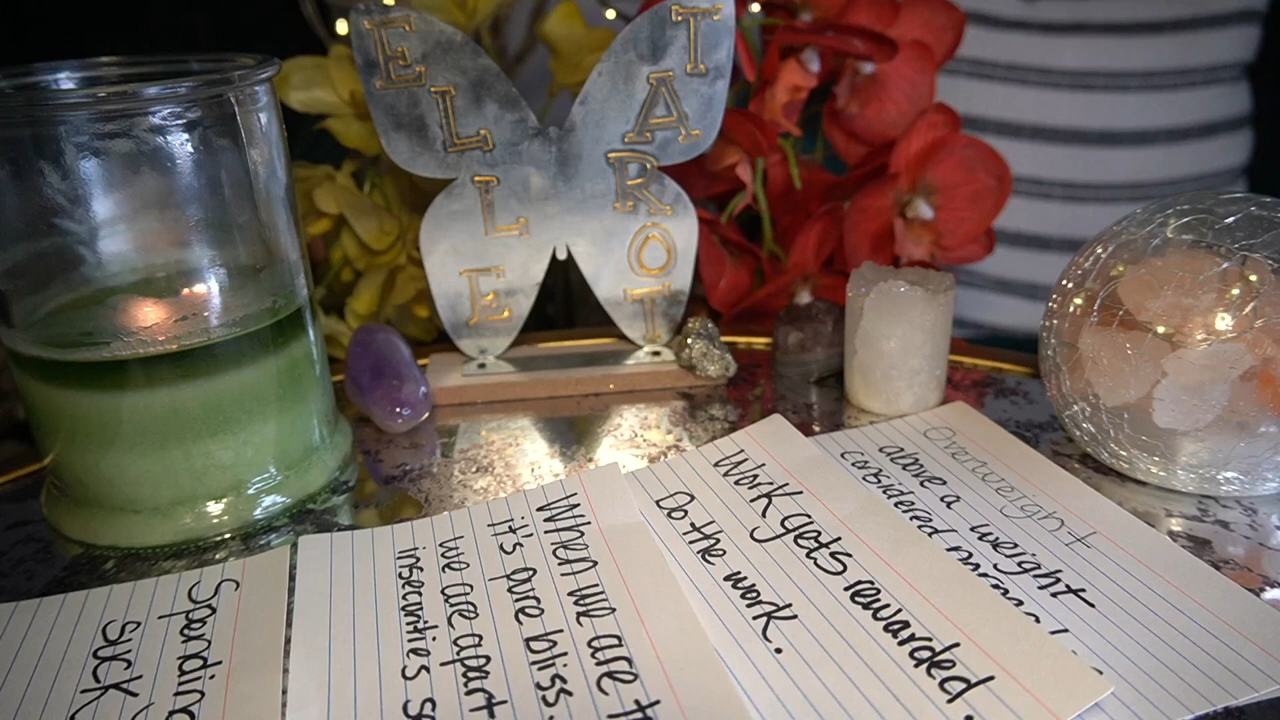 ELLE
TAROT
Spending
suck
When we are
it's pure bliss.
we are apart
insecurities
Work gets rewarded.
Do the work.
Overweight
above a weight
considered